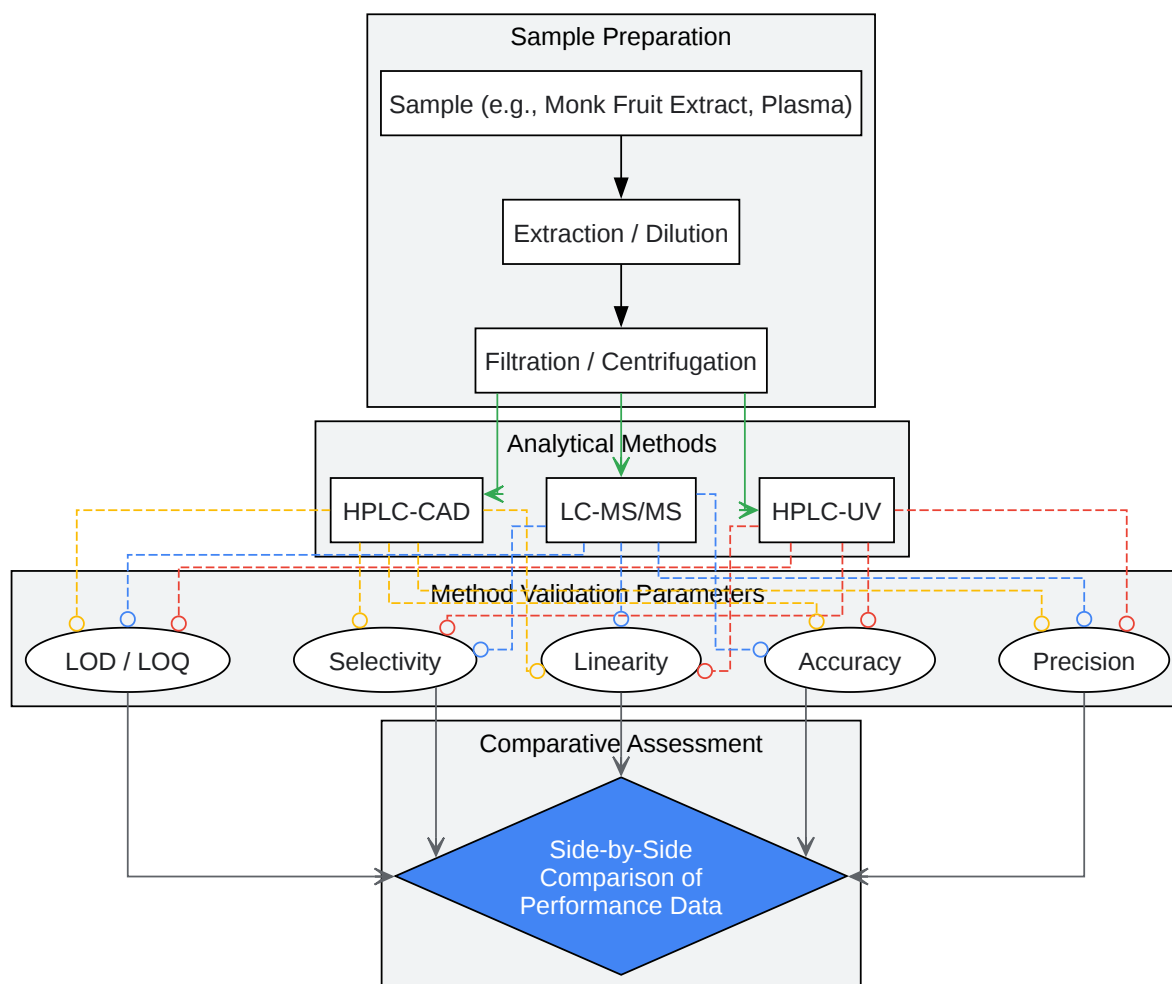 Sample Preparation
Sample (e.g., Monk Fruit Extract, Plasma)
Extraction / Dilution
Filtration / Centrifugation
Analytical Methods
HPLC-CAD
LC-MS/MS
HPLC-UV
Method Validation Parameters
LOD / LOQ
Selectivity
Linearity
Accuracy
Precision
Comparative Assessment
Side-by-Side
Comparison of
Performance Data